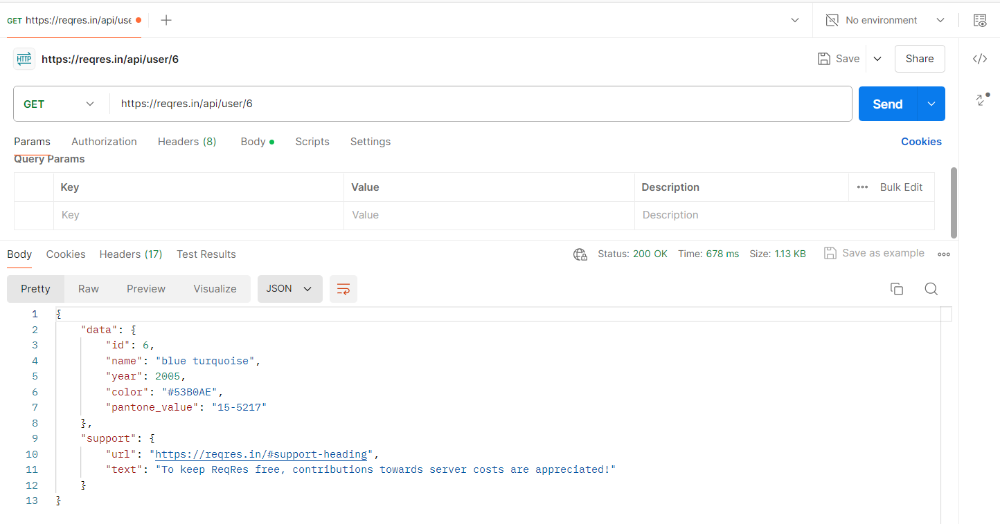 GET https://reqres.in/api/use
No environment
HTTP https://reqres.in/api/user/6
Save
Share
GET https://reqres.in/api/user/6
Send
Params Authorization Headers (8) Body Scripts Settings Cookies
Query Params
Key Value Description Bulk Edit
Key Value Description
Body Cookies Headers (17) Test Results Status: 200 OK Time: 678 ms Size: 1.13 KB Save as example
Pretty Raw Preview Visualize JSON
1 {
2 "data": {
3 "id": 6,
4 "name": "blue turquoise",
5 "year": 2005,
6 "color": "#53B0AE",
7 "pantone_value": "15-5217"
8 },
9 "support": {
10 "url": "https://reqres.in/#support-heading",
11 "text": "To keep ReqRes free, contributions towards server costs are appreciated!"
12 }
13 }